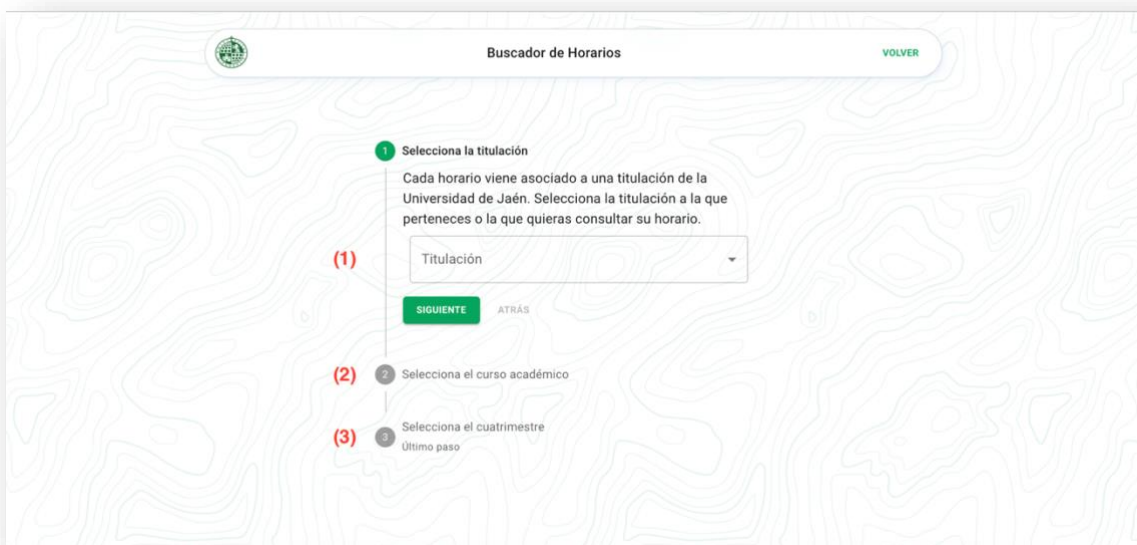 Buscador de Horarios VOLVER
1 Selecciona la titulación
Cada horario viene asociado a una titulación de la
Universidad de Jaén. Selecciona la titulación a la que
perteneces o la que quieras consultar su horario.
(1) Titulación
SIGUIENTE ATRÁS
(2) 2 Selecciona el curso académico
(3) 3 Selecciona el cuatrimestre
Último paso